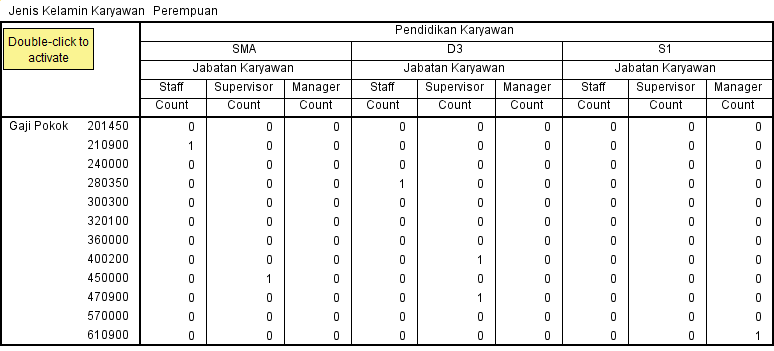 Jenis Kelamin Karyawan Perempuan
Double-click to
activate
Pendidikan Karyawan
SMA D3 S1
Jabatan Karyawan Jabatan Karyawan Jabatan Karyawan
Staff Supervisor Manager Staff Supervisor Manager Staff Supervisor Manager
Count Count Count Count Count Count Count Count Count
Gaji Pokok 201450 0 0 0 0 0 0 0 0 0
210900 1 0 0 0 0 0 0 0 0
240000 0 0 0 0 0 0 0 0 0
280350 0 0 0 1 0 0 0 0 0
300300 0 0 0 0 0 0 0 0 0
320100 0 0 0 0 0 0 0 0 0
360000 0 0 0 0 0 0 0 0 0
400200 0 0 0 0 1 0 0 0 0
450000 0 1 0 0 0 0 0 0 0
470900 0 0 0 0 1 0 0 0 0
570000 0 0 0 0 0 0 0 0 0
610900 0 0 0 0 0 0 0 0 1